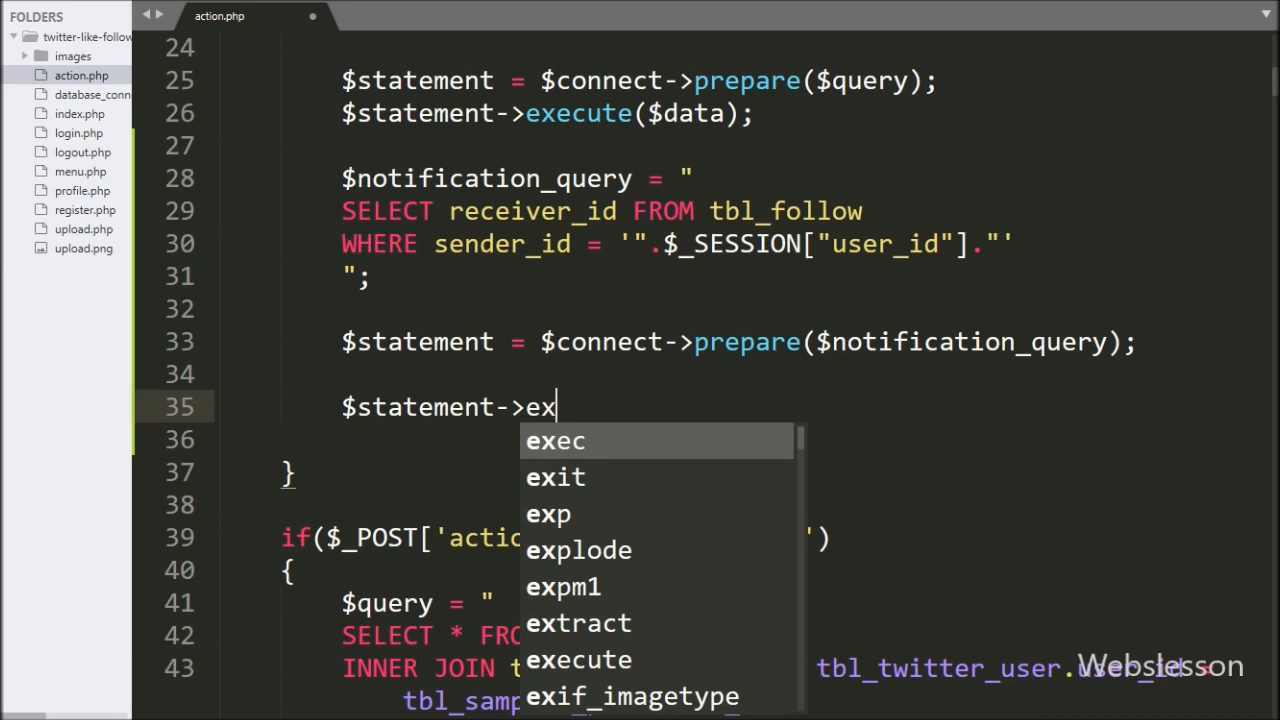 FOLDERS
twitter-like-follow
images
action.php
database_conn
index.php
login.php
logout.php
menu.php
profile.php
register.php
upload.php
upload.png
action.php
24
25 $statement = $connect->prepare($query);
26 $statement->execute($data);
27
28 $notification_query = "
29 SELECT receiver_id FROM tbl_follow
30 WHERE sender_id = '".$_SESSION["user_id"]."'
31 ";
32
33 $statement = $connect->prepare($notification_query);
34
35 $statement->ex
36
exec
exit
exp
explode
expm1
extract
execute
exif_imagetype
37 }
38
39 if($_POST['actio ')
40 {
41 $query = "
42 SELECT * FRO
43 INNER JOIN t tbl_twitter_user.user_id =
tbl_samp
Webslesson